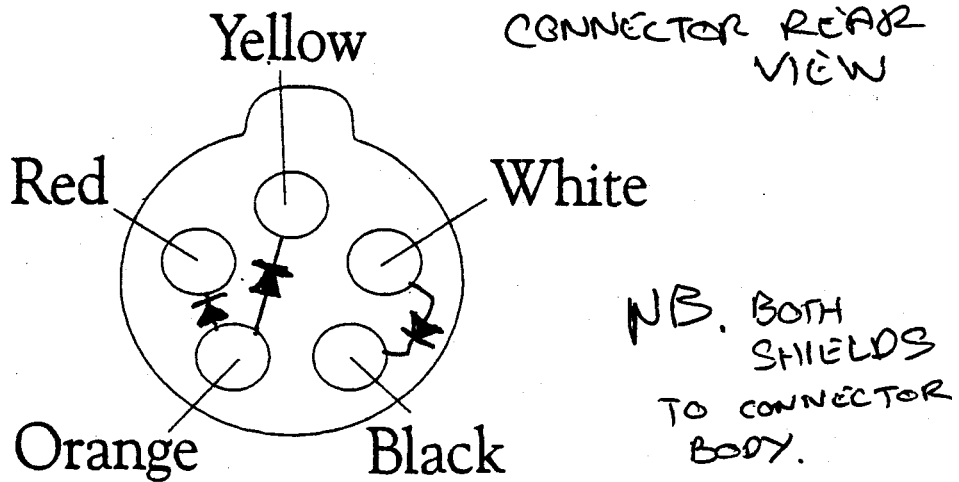 Yellow
CONNECTOR REAR
VIEW
Red
White
NB. BOTH
SHIELDS
TO CONNECTOR
BODY.
Orange
Black